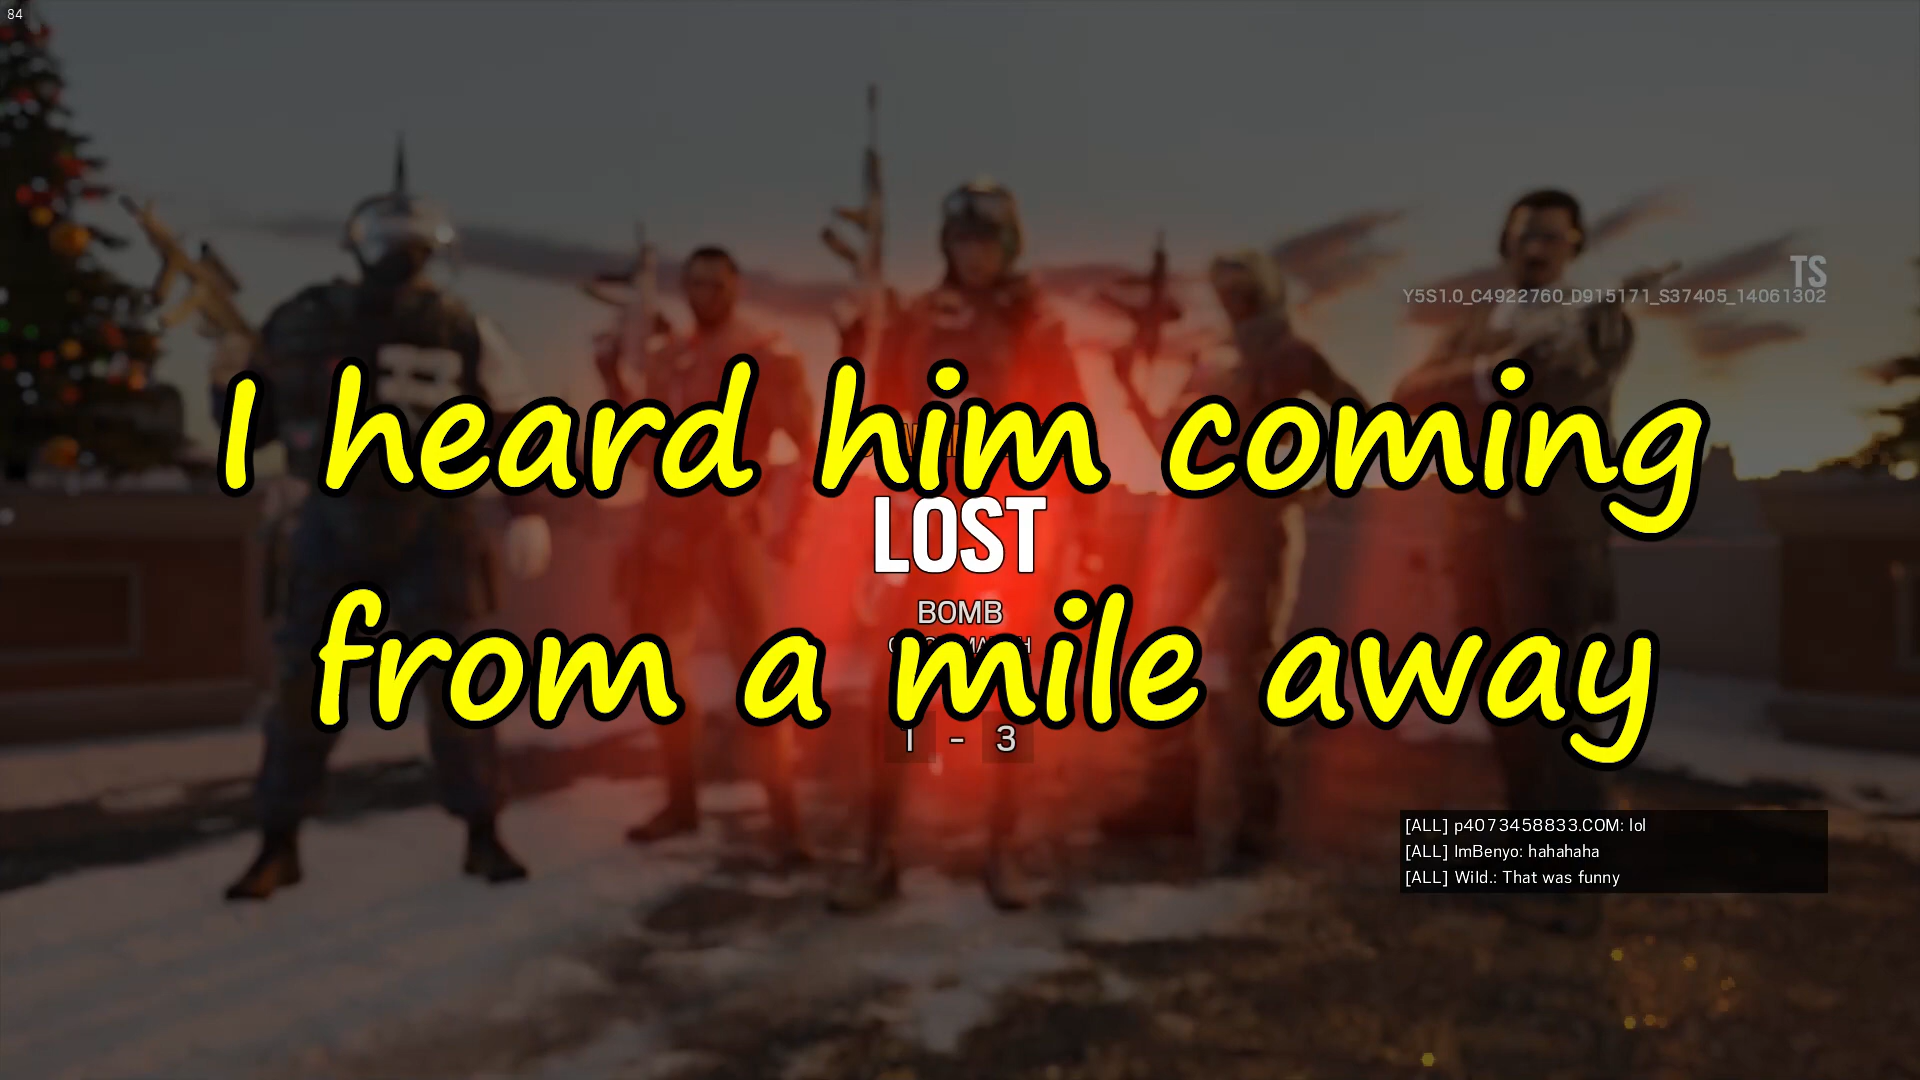 84
TS
Y5S1.0_C4922760_D915171_S37405_14061302
I heard him coming
LOST
BOMB
from a mile away
1 - 3
[ALL] p4073458833.COM: lol
[ALL] ImBenyo: hahahaha
[ALL] Wild.: That was funny